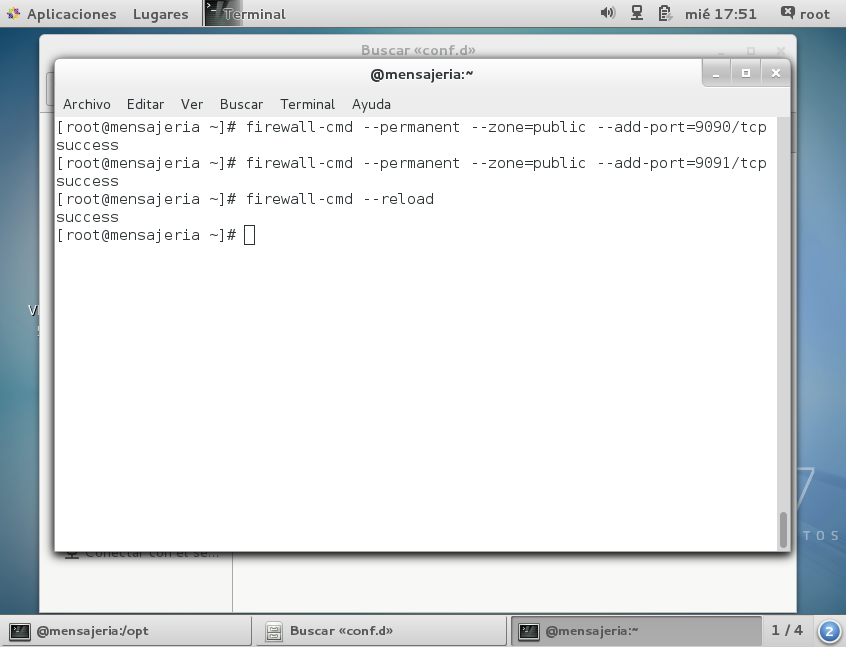 Aplicaciones Lugares Terminal mié 17:51 root
Buscar «conf.d»
@mensajeria:~
Archivo Editar Ver Buscar Terminal Ayuda
[root@mensajeria ~]# firewall-cmd --permanent --zone=public --add-port=9090/tcp
success
[root@mensajeria ~]# firewall-cmd --permanent --zone=public --add-port=9091/tcp
success
[root@mensajeria ~]# firewall-cmd --reload
success
[root@mensajeria ~]#
7
TOS
Conectar con el se...
@mensajeria:/opt Buscar «conf.d» @mensajeria:~ 1 / 4 2